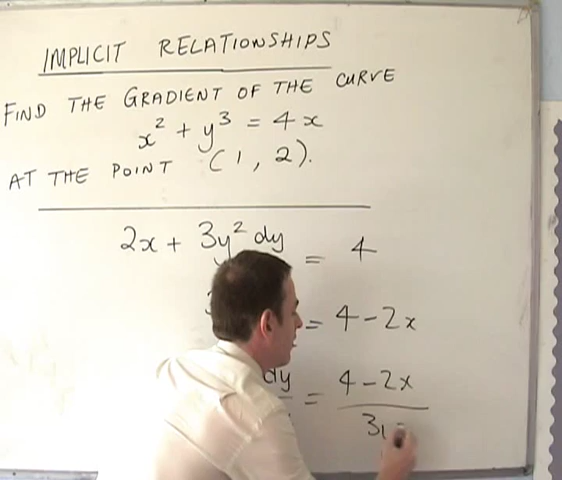 IMPLICIT RELATIONSHIPS
FIND THE GRADIENT OF THE CURVE
x² + y³ = 4x
AT THE POINT (1, 2).
2x + 3y² dy = 4
= 4 - 2x
dy = 4 - 2x
3